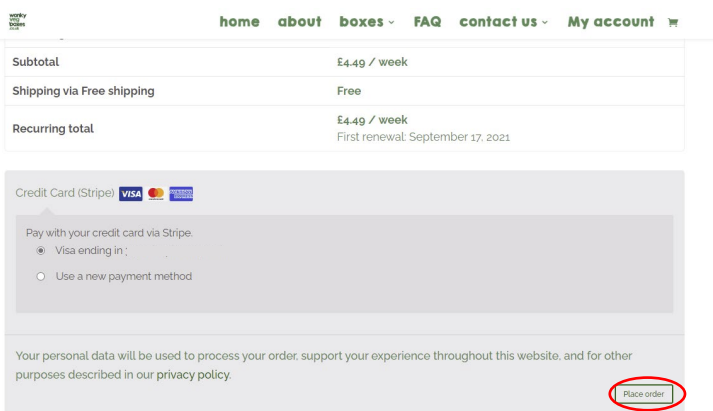 wonky
veg
boxes
.co.uk
home about boxes FAQ contact us My account
Subtotal £4.49 / week
Shipping via Free shipping Free
Recurring total £4.49 / week
First renewal: September 17, 2021
Credit Card (Stripe) VISA
Pay with your credit card via Stripe.
Visa ending in
Use a new payment method
Your personal data will be used to process your order, support your experience throughout this website, and for other
purposes described in our privacy policy.
Place order